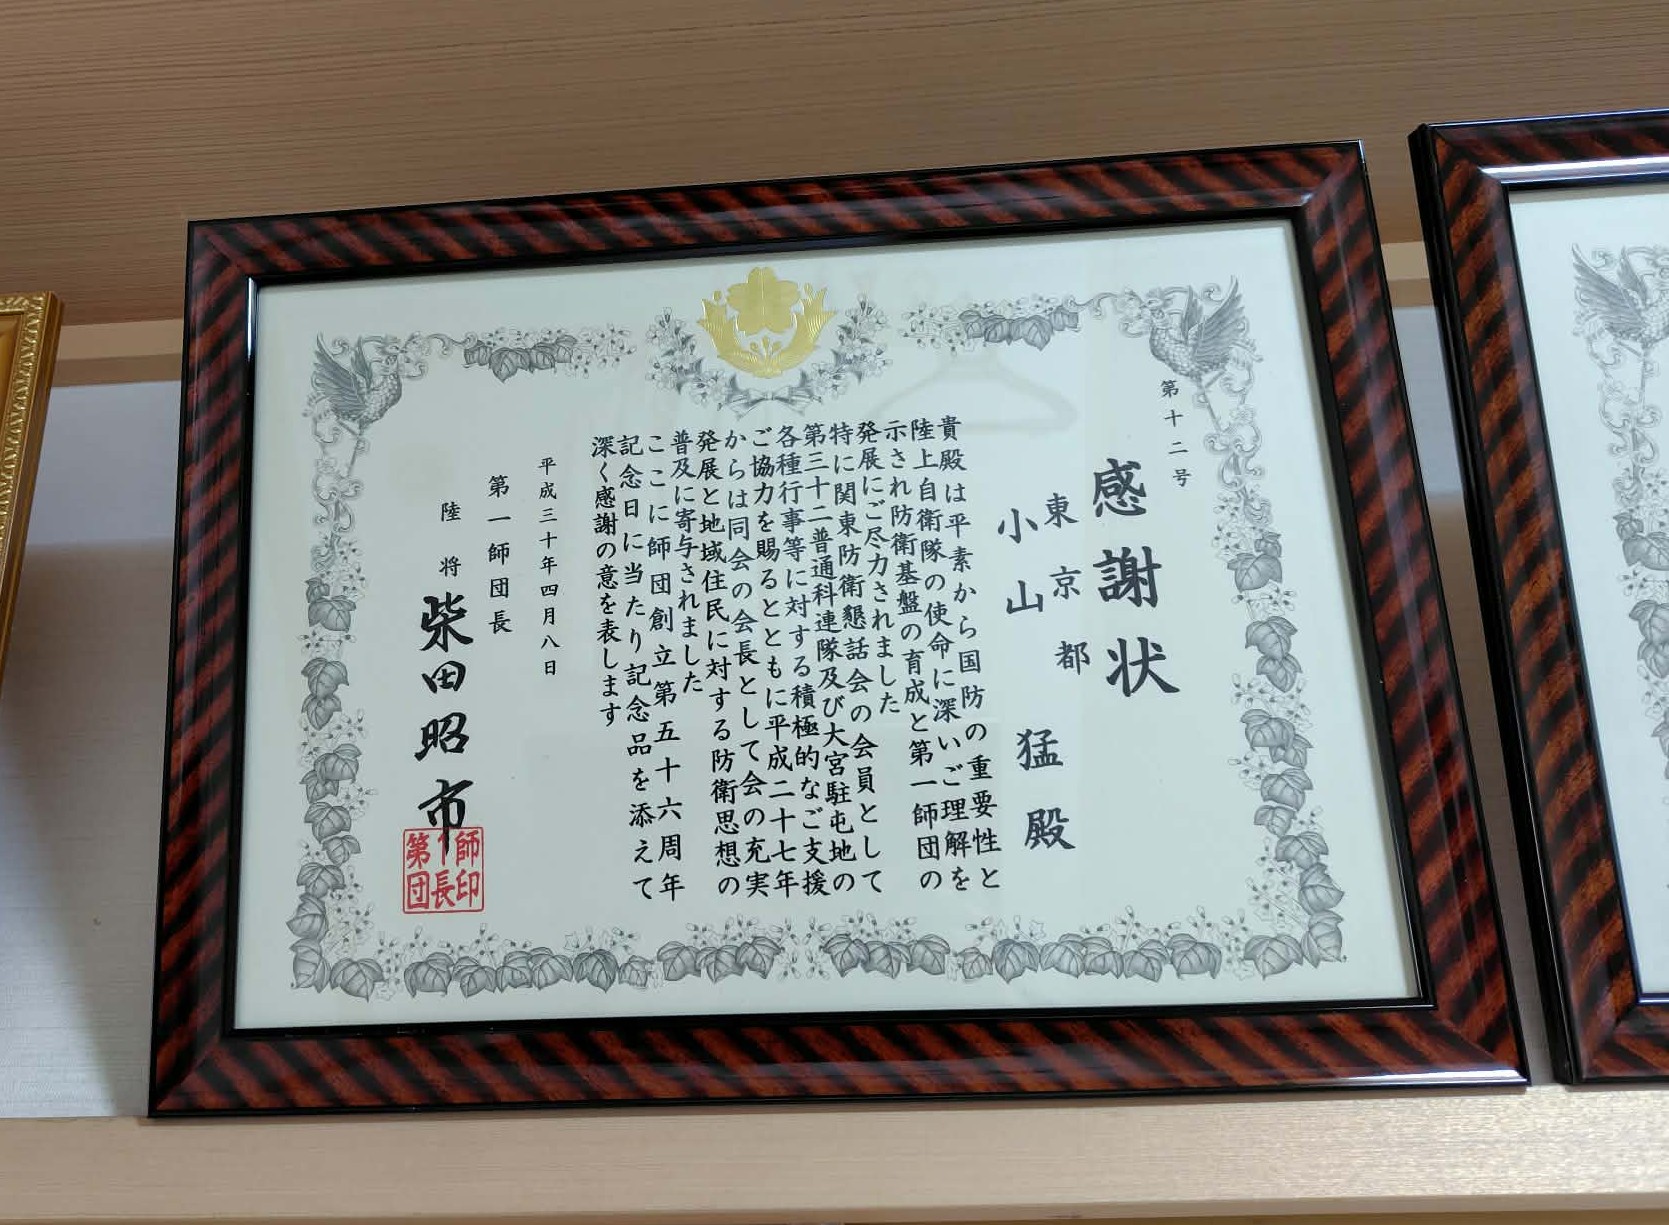 第十二号
感謝状
東京都
小山猛殿
貴殿は平素から国防の重要性と
陸上自衛隊の使命に深いご理解を
示され防衛基盤の育成と第一師団の
発展にご尽力されました
特に関東防衛懇話会の会員として
第三十二普通科連隊及び大宮駐屯地の
各種行事等に対する積極的なご支援
ご協力を賜るとともに平成二十七年
からは同会の会長として会の充実
発展と地域住民に対する防衛思想の
普及に寄与されました
ここに師団創立第五十六周年
記念日に当たり記念品を添えて
深く感謝の意を表します
平成三十年四月八日
第一師団長
陸将 柴田昭市
第一師
団長印